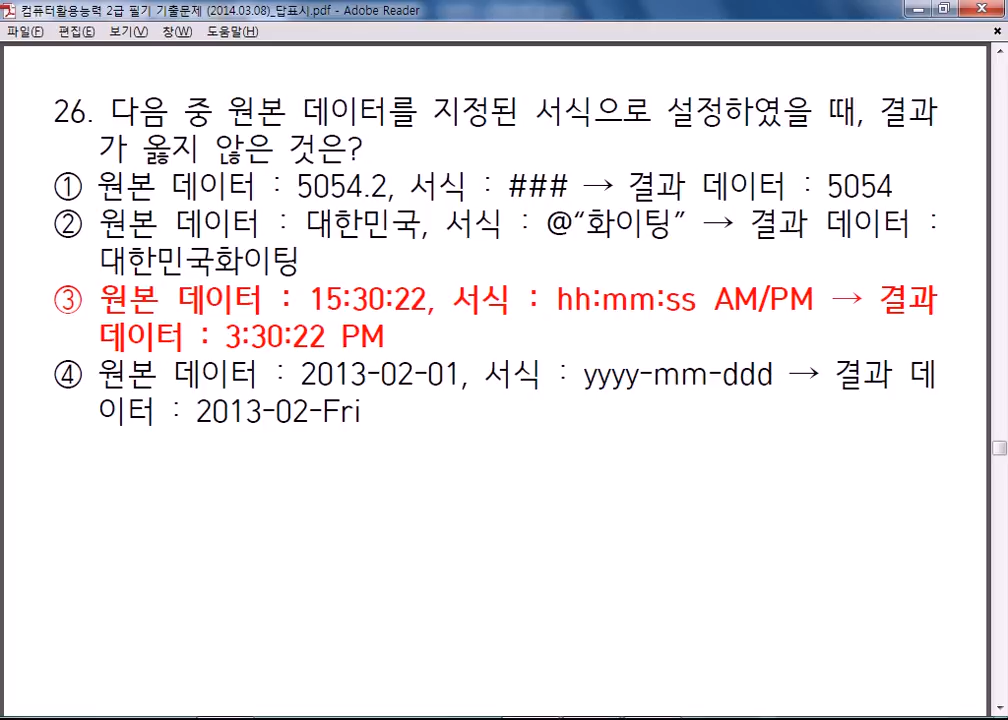 컴퓨터활용능력 2급 필기 기출문제 (2014.03.08)_답표시.pdf - Adobe Reader
파일(F) 편집(E) 보기(V) 창(W) 도움말(H)
26. 다음 중 원본 데이터를 지정된 서식으로 설정하였을 때, 결과
가 옳지 않은 것은?
① 원본 데이터 : 5054.2, 서식 : ### → 결과 데이터 : 5054
② 원본 데이터 : 대한민국, 서식 : @“화이팅” → 결과 데이터 :
대한민국화이팅
③ 원본 데이터 : 15:30:22, 서식 : hh:mm:ss AM/PM → 결과
데이터 : 3:30:22 PM
④ 원본 데이터 : 2013-02-01, 서식 : yyyy-mm-ddd → 결과 데
이터 : 2013-02-Fri